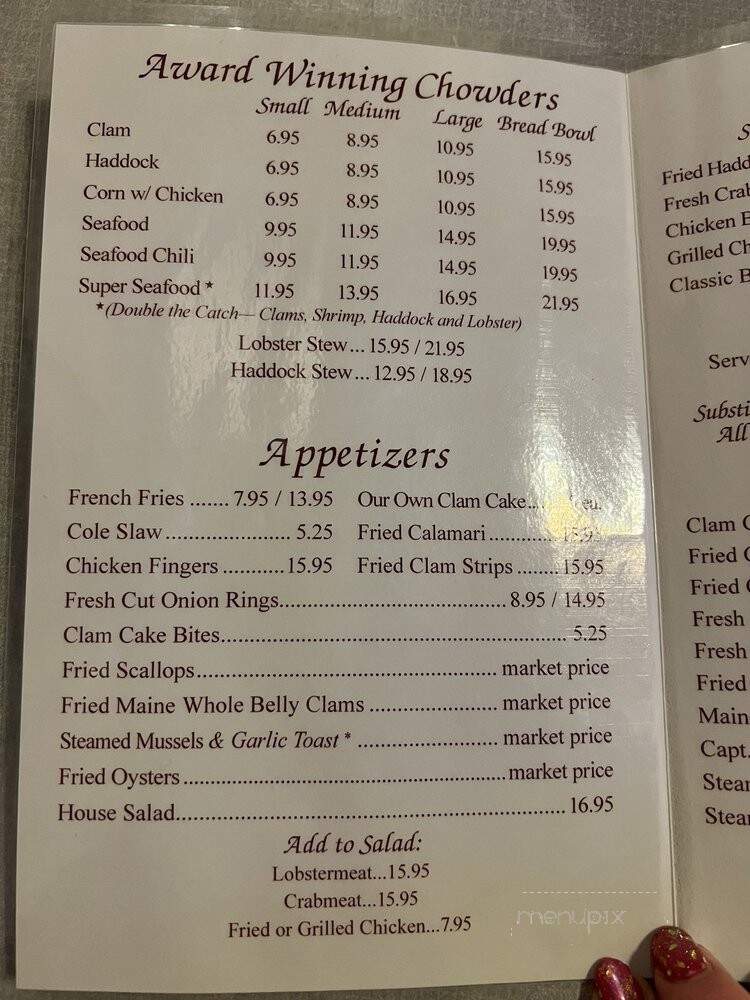 Award Winning Chowders
Small Medium Large Bread Bowl
Clam 6.95 8.95 10.95 15.95
Haddock 6.95 8.95 10.95 15.95
Corn w/ Chicken 6.95 8.95 10.95 15.95
Seafood 9.95 11.95 14.95 19.95
Seafood Chili 9.95 11.95 14.95 19.95
Super Seafood * 11.95 13.95 16.95 21.95
*(Double the Catch— Clams, Shrimp, Haddock and Lobster)
Lobster Stew... 15.95 / 21.95
Haddock Stew... 12.95 / 18.95
Appetizers
French Fries ....... 7.95 / 13.95 Our Own Clam Cake...
Cole Slaw ...................... 5.25 Fried Calamari............ 15.95
Chicken Fingers ...........15.95 Fried Clam Strips ........15.95
Fresh Cut Onion Rings........................................ 8.95 / 14.95
Clam Cake Bites.............................................................. 5.25
Fried Scallops..................................................... market price
Fried Maine Whole Belly Clams ....................... market price
Steamed Mussels & Garlic Toast * ........................ market price
Fried Oysters.......................................................market price
House Salad.................................................................... 16.95
Add to Salad:
Lobstermeat...15.95
Crabmeat...15.95
Fried or Grilled Chicken...7.95
menupix
Fried
Fresh
Chicken
Grilled
Classic
All
Clam
Fried
Fried
Fresh
Fresh
Fried
Capt.